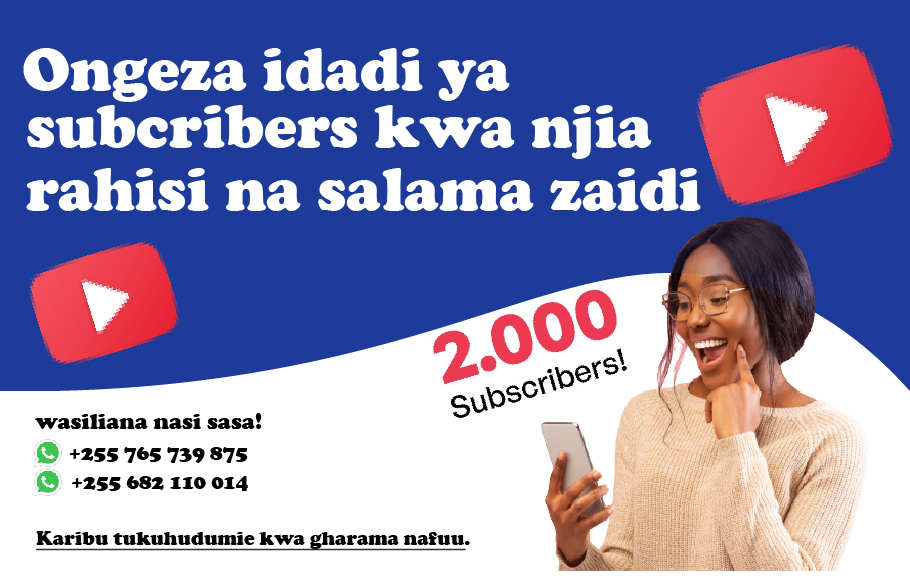 Ongeza idadi ya
subcribers kwa njia
rahisi na salama zaidi
2.000
Subscribers!
wasiliana nasi sasa!
+255 765 739 875
+255 682 110 014
Karibu tukuhudumie kwa gharama nafuu.